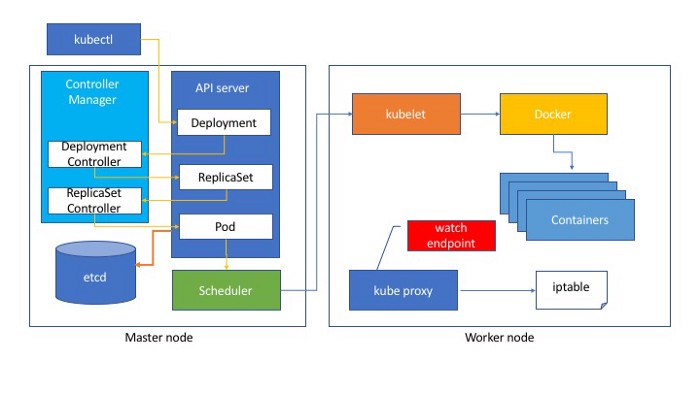 kubectl
Controller
Manager
API server
Deployment
Deployment
Controller
ReplicaSet
ReplicaSet
Controller
Pod
etcd
Scheduler
Master node
kubelet
Docker
Containers
watch
endpoint
kube proxy
iptable
Worker node